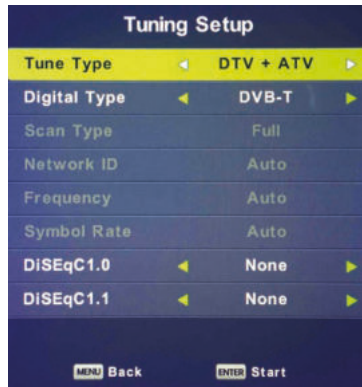 Tuning Setup
Tune Type DTV + ATV
Digital Type DVB-T
Scan Type Full
Network ID Auto
Frequency Auto
Symbol Rate Auto
DiSEqC1.0 None
DiSEqC1.1 None
MENU Back ENTER Start